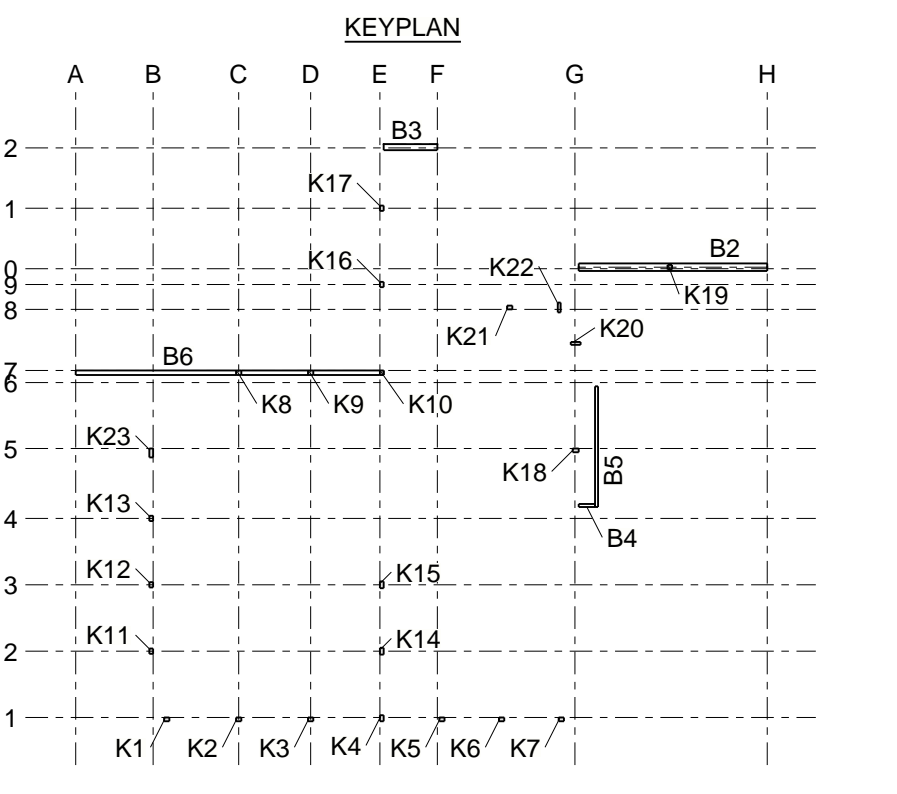 KEYPLAN
A B C D E F G H
B3
2
K17
1
B2
K16
K22
0
9
K19
8
K21
K20
B6
7
6
K8 K9 K10
K23
5
K18
B5
K13
4
B4
K12
K15
3
K11
K14
2
1
K1 K2 K3 K4 K5 K6 K7